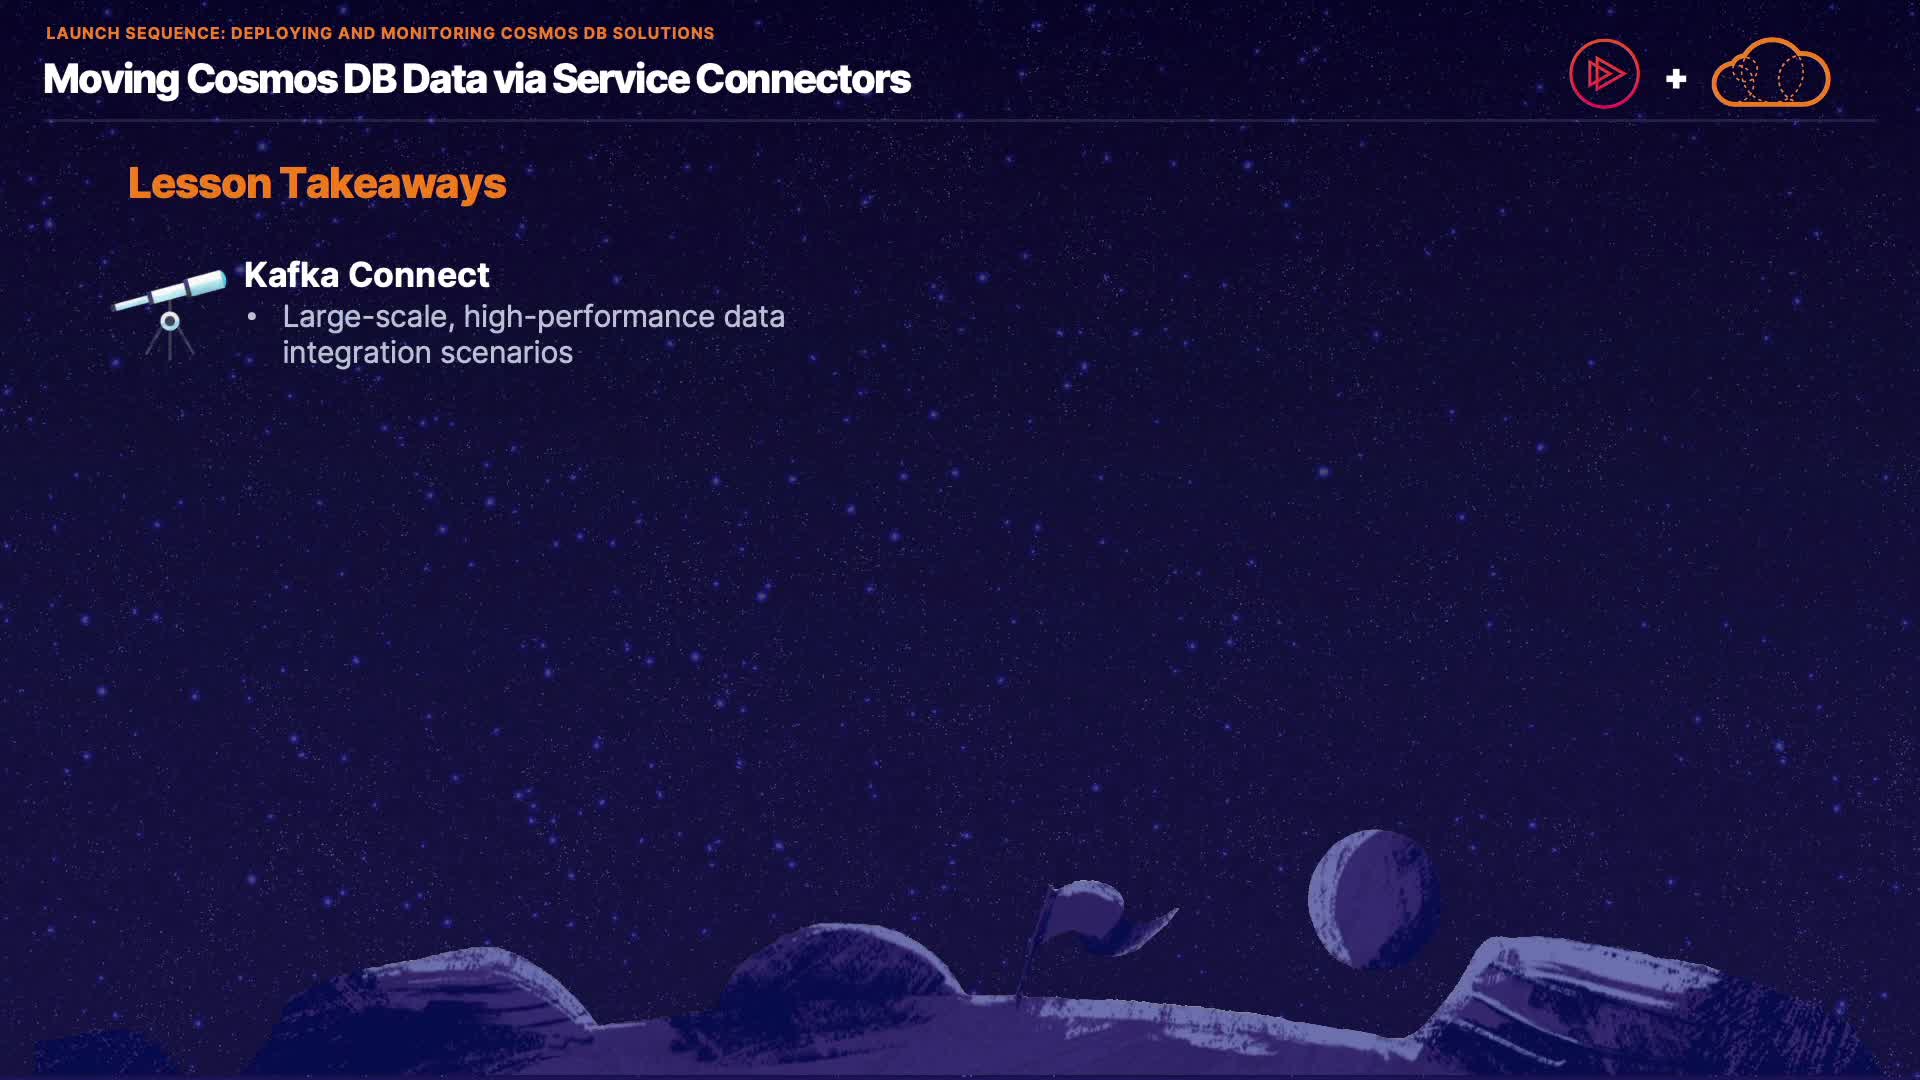 LAUNCH SEQUENCE: DEPLOYING AND MONITORING COSMOS DB SOLUTIONS
Moving Cosmos DB Data via Service Connectors
+
Lesson Takeaways
Kafka Connect
• Large-scale, high-performance data
integration scenarios